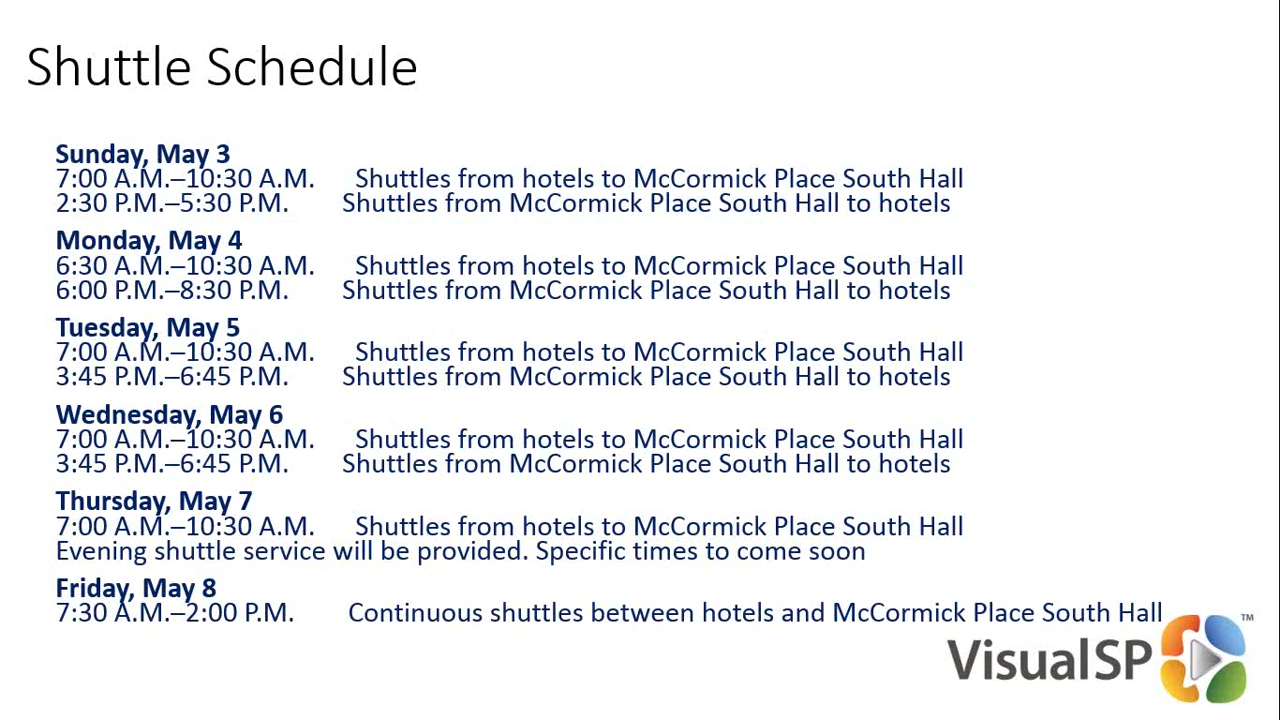 Shuttle Schedule
Sunday, May 3
7:00 A.M.–10:30 A.M. Shuttles from hotels to McCormick Place South Hall
2:30 P.M.–5:30 P.M. Shuttles from McCormick Place South Hall to hotels
Monday, May 4
6:30 A.M.–10:30 A.M. Shuttles from hotels to McCormick Place South Hall
6:00 P.M.–8:30 P.M. Shuttles from McCormick Place South Hall to hotels
Tuesday, May 5
7:00 A.M.–10:30 A.M. Shuttles from hotels to McCormick Place South Hall
3:45 P.M.–6:45 P.M. Shuttles from McCormick Place South Hall to hotels
Wednesday, May 6
7:00 A.M.–10:30 A.M. Shuttles from hotels to McCormick Place South Hall
3:45 P.M.–6:45 P.M. Shuttles from McCormick Place South Hall to hotels
Thursday, May 7
7:00 A.M.–10:30 A.M. Shuttles from hotels to McCormick Place South Hall
Evening shuttle service will be provided. Specific times to come soon
Friday, May 8
7:30 A.M.–2:00 P.M. Continuous shuttles between hotels and McCormick Place South Hall
VisualSP ™